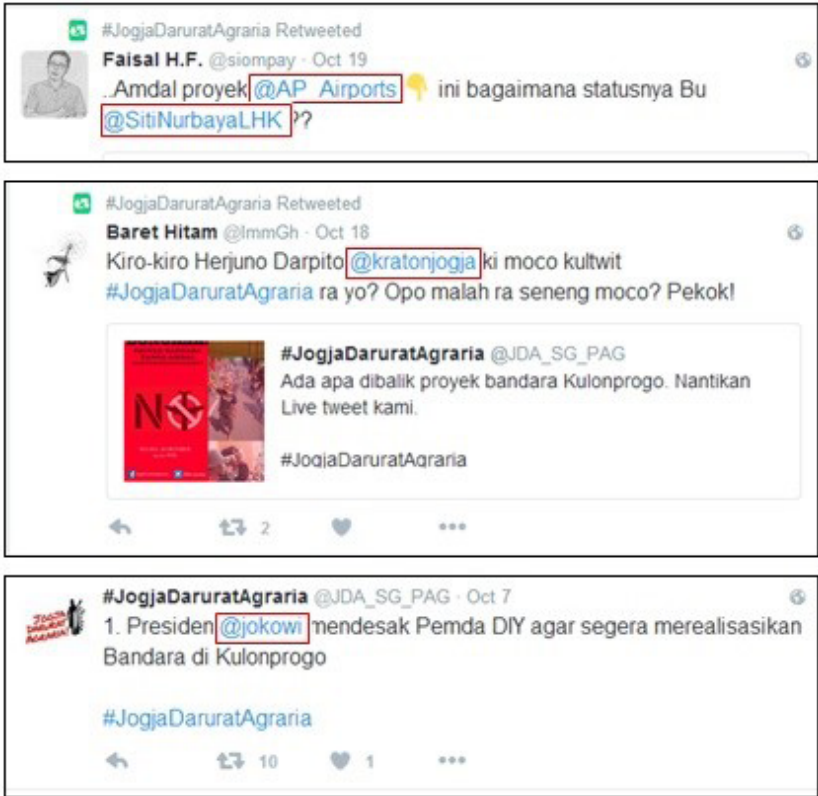 #JogjaDaruratAgraria Retweeted
Faisal H.F. @siompay · Oct 19
..Amdal proyek @AP_Airports 👇 ini bagaimana statusnya Bu
@SitiNurbayaLHK ??
#JogjaDaruratAgraria Retweeted
Baret Hitam @ImmGh · Oct 18
Kiro-kiro Herjuno Darpito @kratonjogja ki moco kultwit
#JogjaDaruratAgraria ra yo? Opo malah ra seneng moco? Pekok!
#JogjaDaruratAgraria @JDA_SG_PAG
Ada apa dibalik proyek bandara Kulonprogo. Nantikan
Live tweet kami.
#JogjaDaruratAgraria
2
JOGJA
DARURAT
AGRARIA!
#JogjaDaruratAgraria @JDA_SG_PAG · Oct 7
1. Presiden @jokowi mendesak Pemda DIY agar segera merealisasikan
Bandara di Kulonprogo
#JogjaDaruratAgraria
10 1